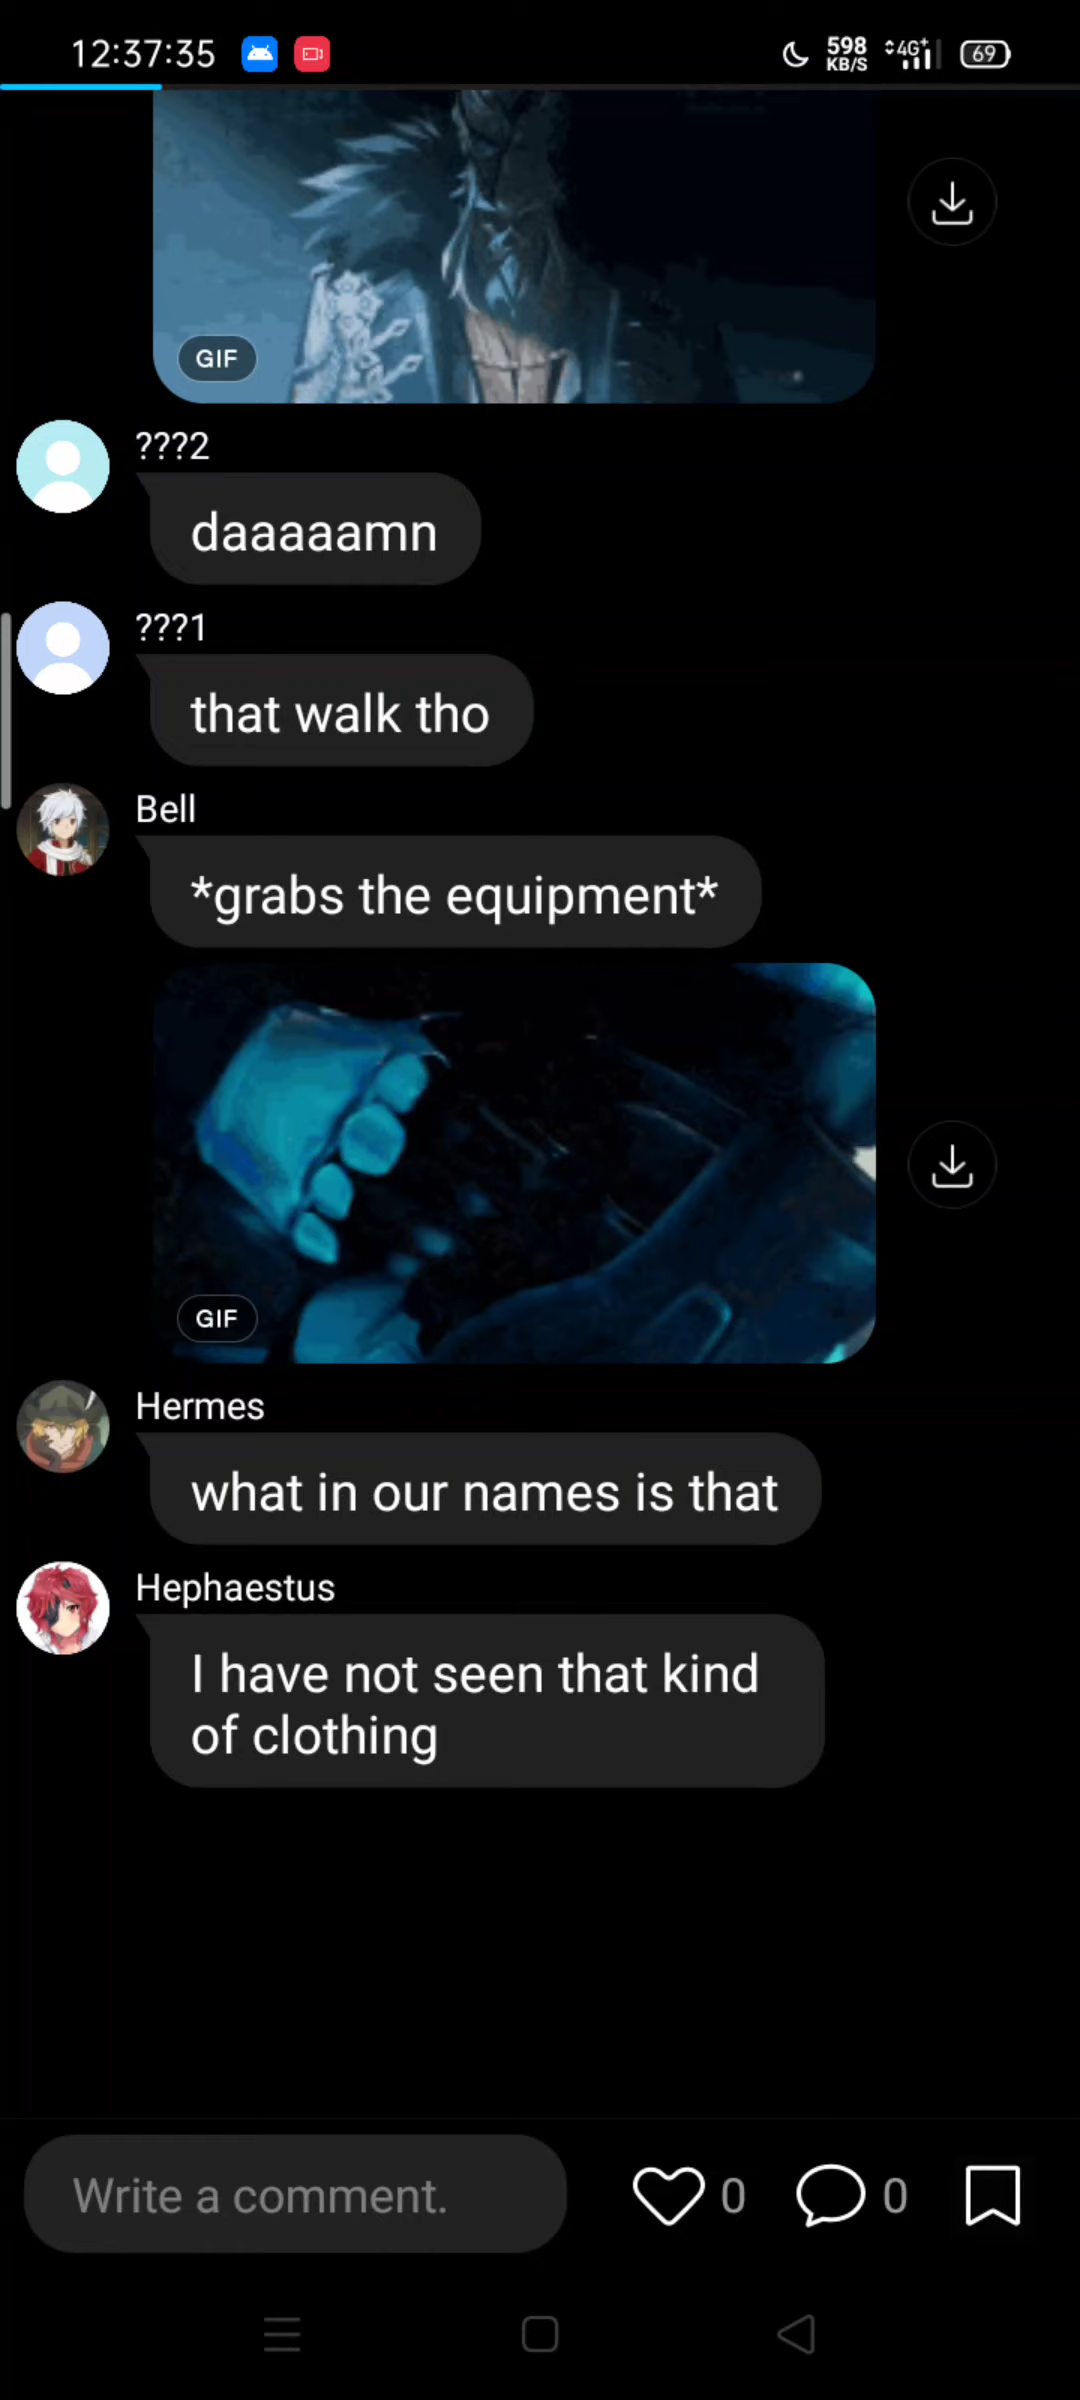 12:37:35
598
KB/S
4G+
69
GIF
???2
daaaaamn
???1
that walk tho
Bell
*grabs the equipment*
GIF
Hermes
what in our names is that
Hephaestus
I have not seen that kind
of clothing
Write a comment.
0
0